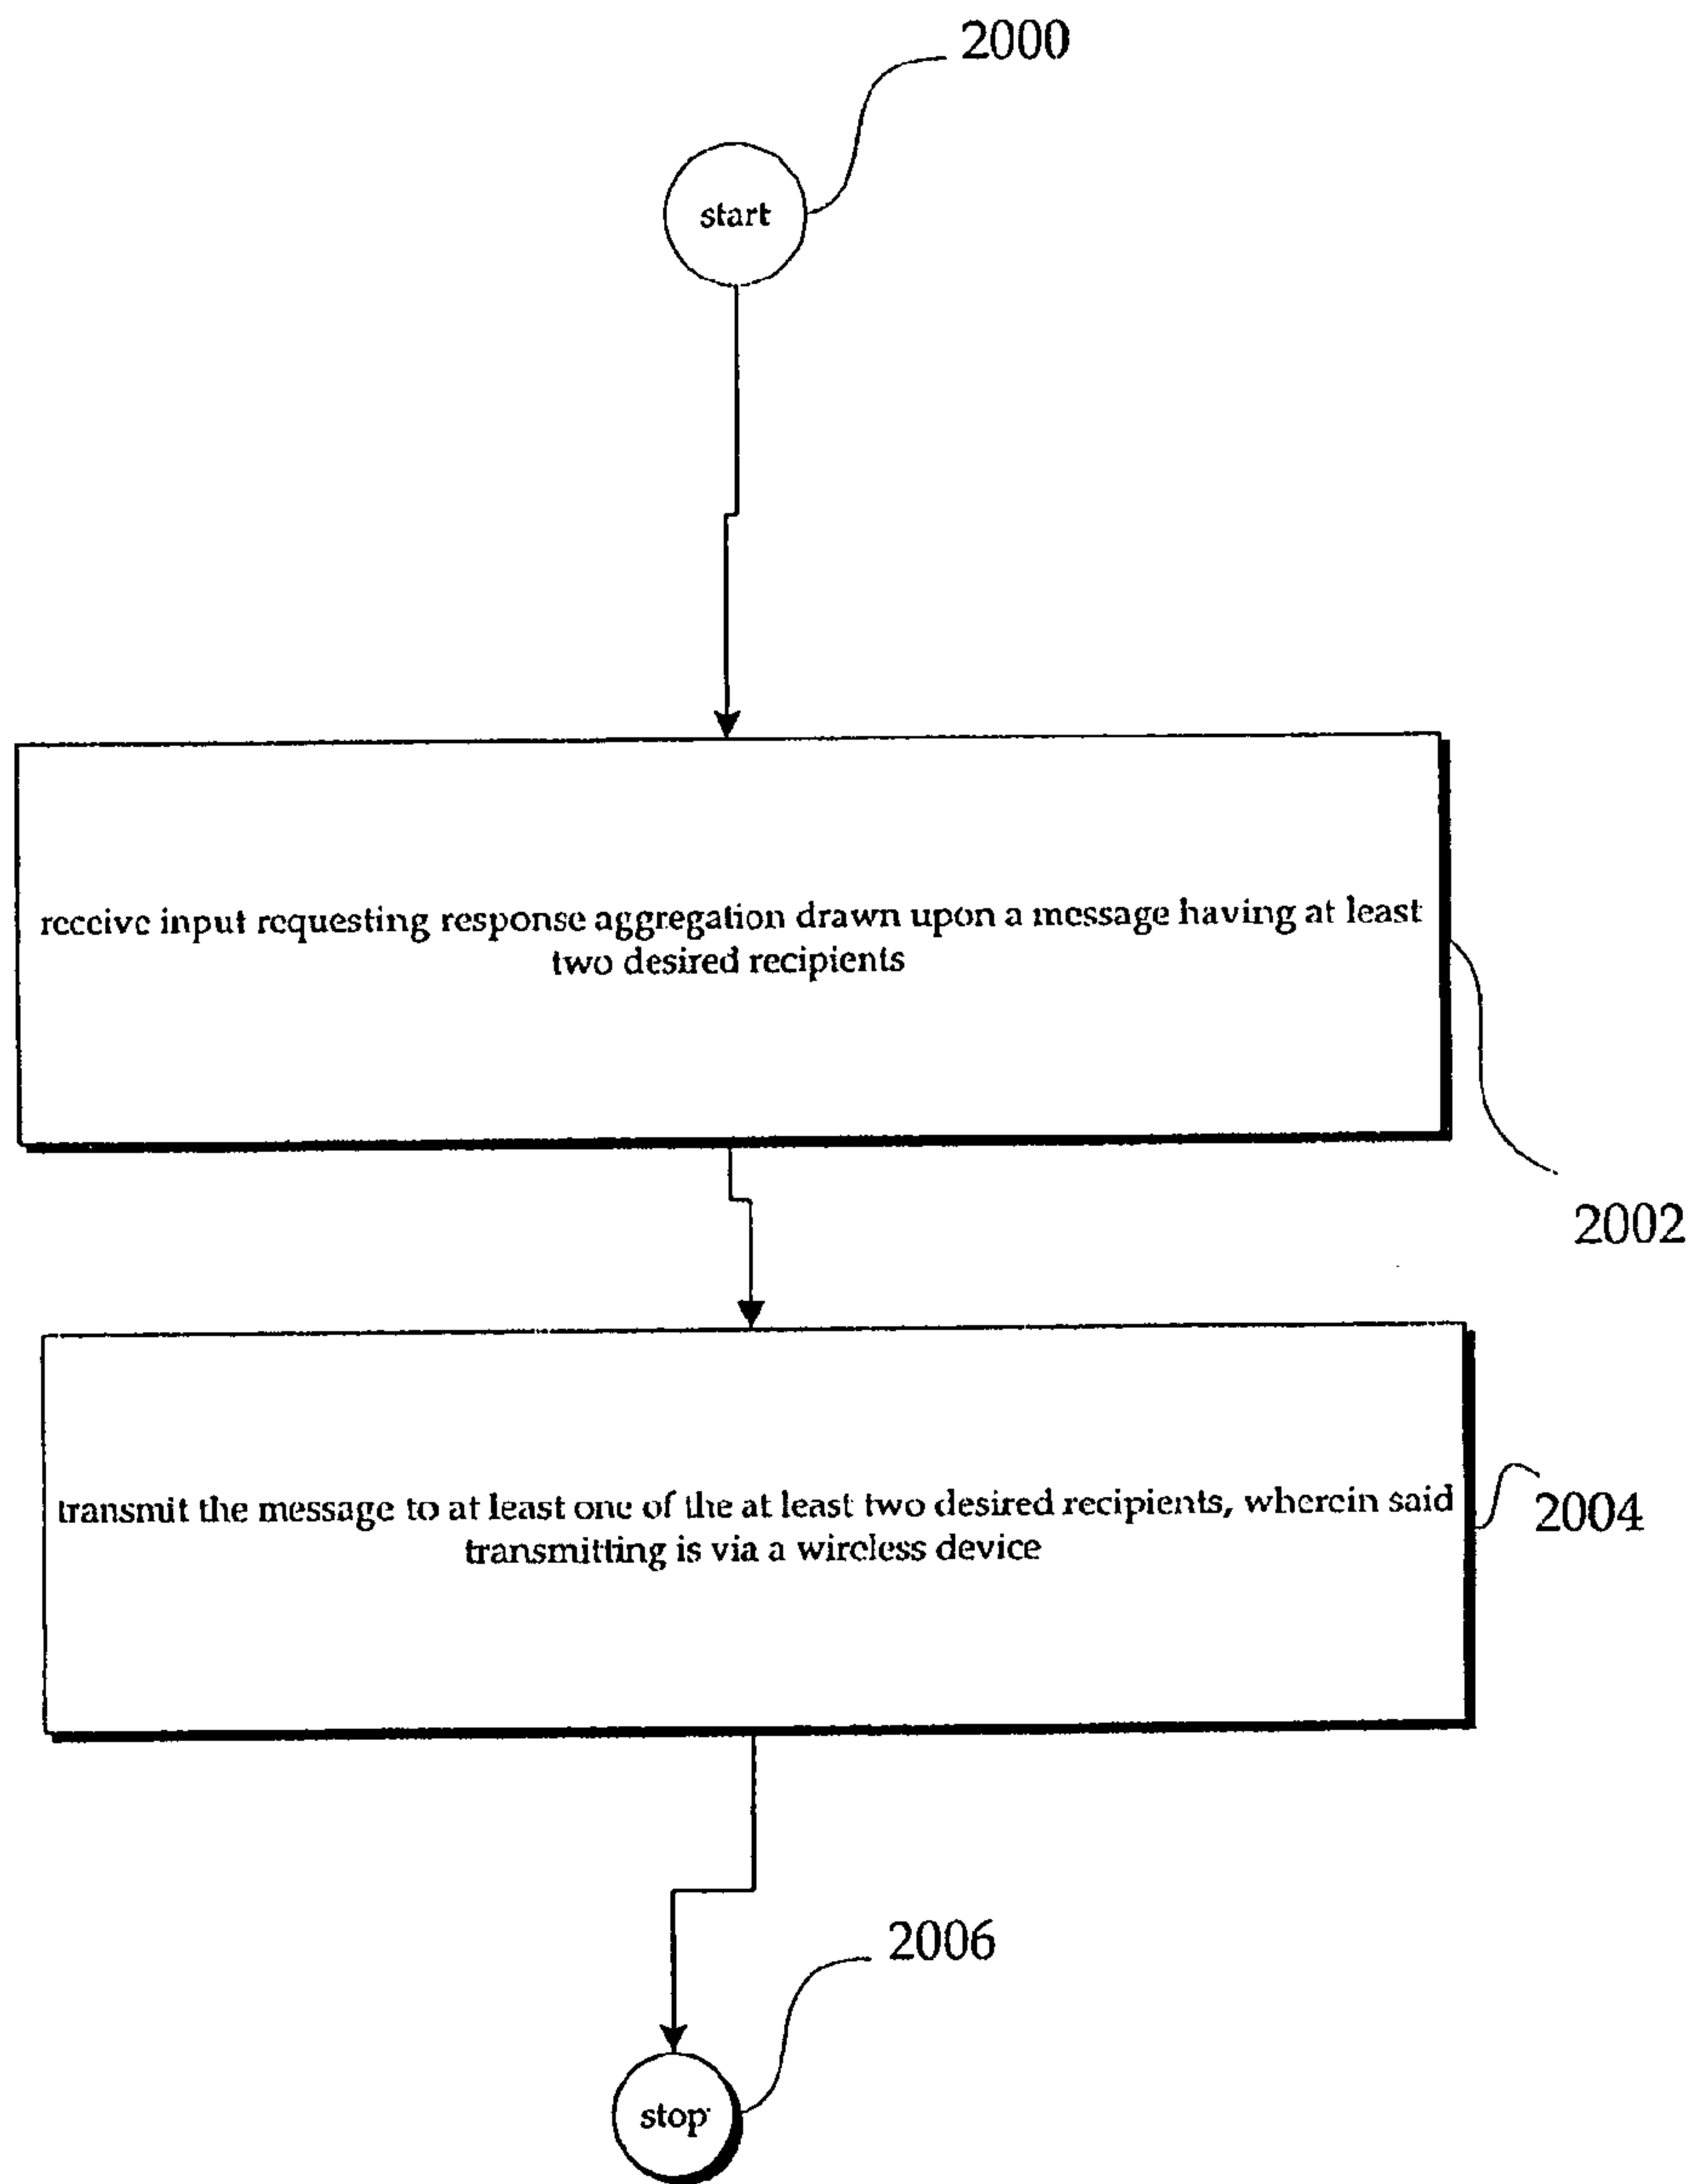 2000
start
receive input requesting response aggregation drawn upon a message having at least
two desired recipients
2002
transmit the message to at least one of the at least two desired recipients, wherein said
transmitting is via a wireless device
2004
2006
stop